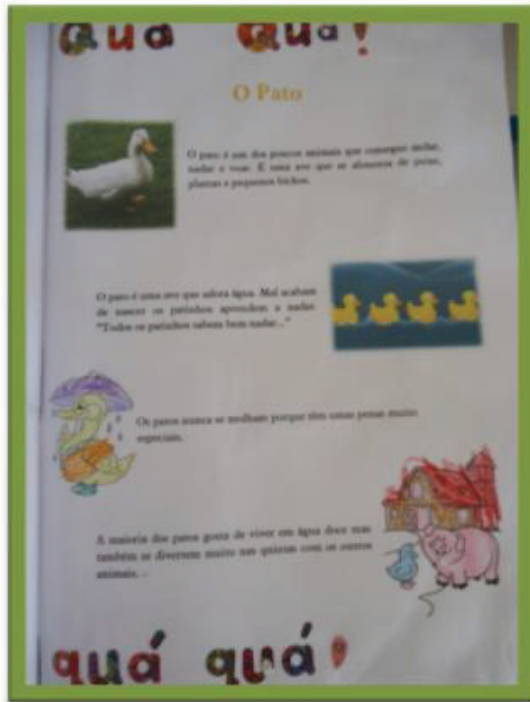 Quá Quá!
O Pato
O pato é um dos poucos animais que consegue andar,
nadar e voar. É uma ave que se alimenta de
plantas e pequenos bichos.
O pato é uma ave que adora água. Mal acabam
de nascer os patinhos aprendem a nadar.
"Todos os patinhos sabem bem nadar..."
Os patos nunca se molham porque têm umas penas muito
especiais.
A maioria dos patos gosta de viver em água doce mas
também se divertem muito nas quintas com os outros
animais...
quá quá!